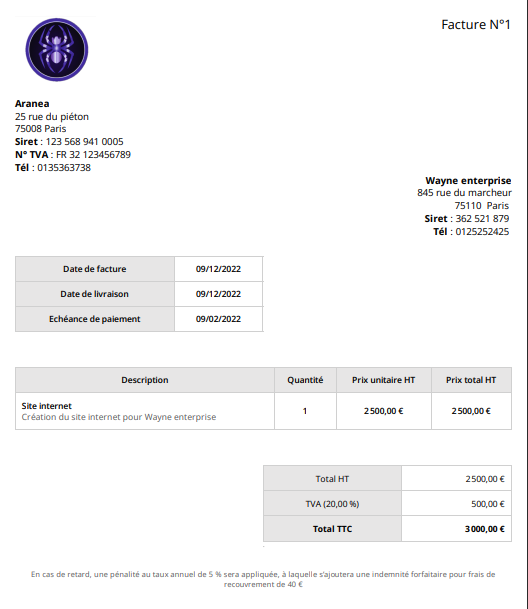 Facture N°1
Aranea
25 rue du piéton
75008 Paris
Siret : 123 568 941 0005
N° TVA : FR 32 123456789
Tél : 0135363738
Wayne enterprise
845 rue du marcheur
75110 Paris
Siret : 362 521 879
Tél : 0125252425
Date de facture 09/12/2022
Date de livraison 09/12/2022
Echéance de paiement 09/02/2022
Description Quantité Prix unitaire HT Prix total HT
Site internet
Création du site internet pour Wayne enterprise 1 2 500,00 € 2 500,00 €
Total HT 2 500,00 €
TVA (20,00 %) 500,00 €
Total TTC 3 000,00 €
En cas de retard, une pénalité au taux annuel de 5 % sera appliquée, à laquelle s'ajoutera une indemnité forfaitaire pour frais de
recouvrement de 40 €